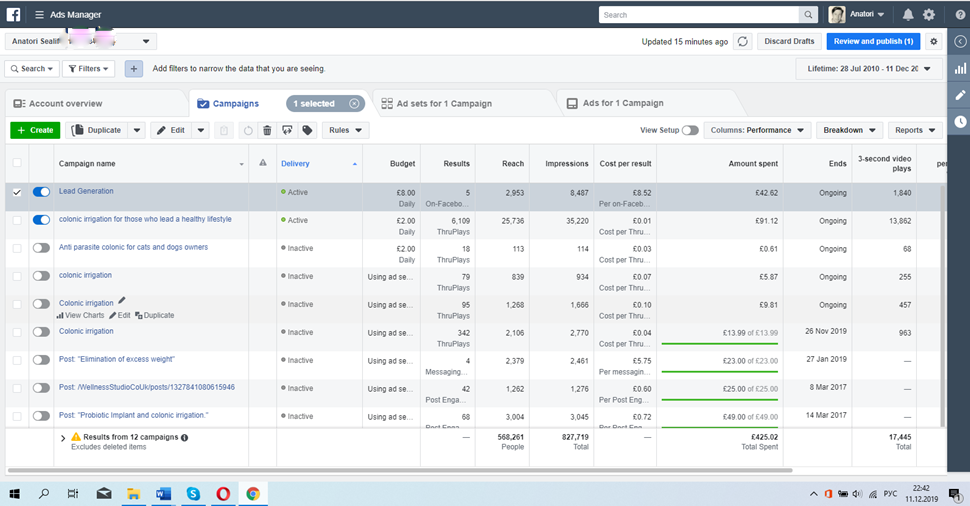 Ads Manager
Search
Anatori
Anatori
Updated 15 minutes ago
Discard Drafts
Review and publish (1)
Search
Filters
+
Add filters to narrow the data that you are seeing.
Lifetime: 28 Jul 2010 - 11 Dec 20
Account overview
Campaigns
1 selected
Ad sets for 1 Campaign
Ads for 1 Campaign
+ Create
Duplicate
Edit
Rules
View Setup
Columns: Performance
Breakdown
Reports
Campaign name Delivery Budget Results Reach Impressions Cost per result Amount spent Ends 3-second video
plays
pe
Lead Generation Active £8.00 5 2,953 8,487 £8.52 £42.62 Ongoing 1,840
Daily On-Facebo... Per on-Faceb...
colonic irrigation for those who lead a healthy lifestyle Active £2.00 6,109 25,736 35,220 £0.01 £91.12 Ongoing 13,862
Daily ThruPlays Cost per Thru...
Anti parasite colonic for cats and dogs owners Inactive £2.00 18 113 114 £0.03 £0.61 Ongoing 68
Daily ThruPlays Cost per Thru...
colonic irrigation Inactive Using ad se... 79 839 934 £0.07 £5.87 Ongoing 255
ThruPlays Cost per Thru...
Colonic irrigation Inactive Using ad se... 95 1,268 1,666 £0.10 £9.81 Ongoing 457
View Charts Edit Duplicate ThruPlays Cost per Thru...
Colonic irrigation Inactive Using ad se... 342 2,106 2,770 £0.04 £13.99 of £13.99 26 Nov 2019 963
ThruPlays Cost per Thru...
Post: "Elimination of excess weight" Inactive Using ad se... 4 2,379 2,461 £5.75 £23.00 of £23.00 27 Jan 2019 —
Messaging... Per messagin...
Post: /WellnessStudioCoUk/posts/1327841080615946 Inactive Using ad se... 42 1,262 1,276 £0.60 £25.00 of £25.00 8 Mar 2017 —
Post Enga... Per Post Eng...
Post: "Probiotic Implant and colonic irrigation." Inactive Using ad se... 68 3,004 3,045 £0.72 £49.00 of £49.00 14 Mar 2017 —
Post Enga... Per Post Eng...
Results from 12 campaigns — 568,261 827,719 — £425.02 17,445
Excludes deleted items People Total Total Spent Total
РУС
22:42
11.12.2019
1